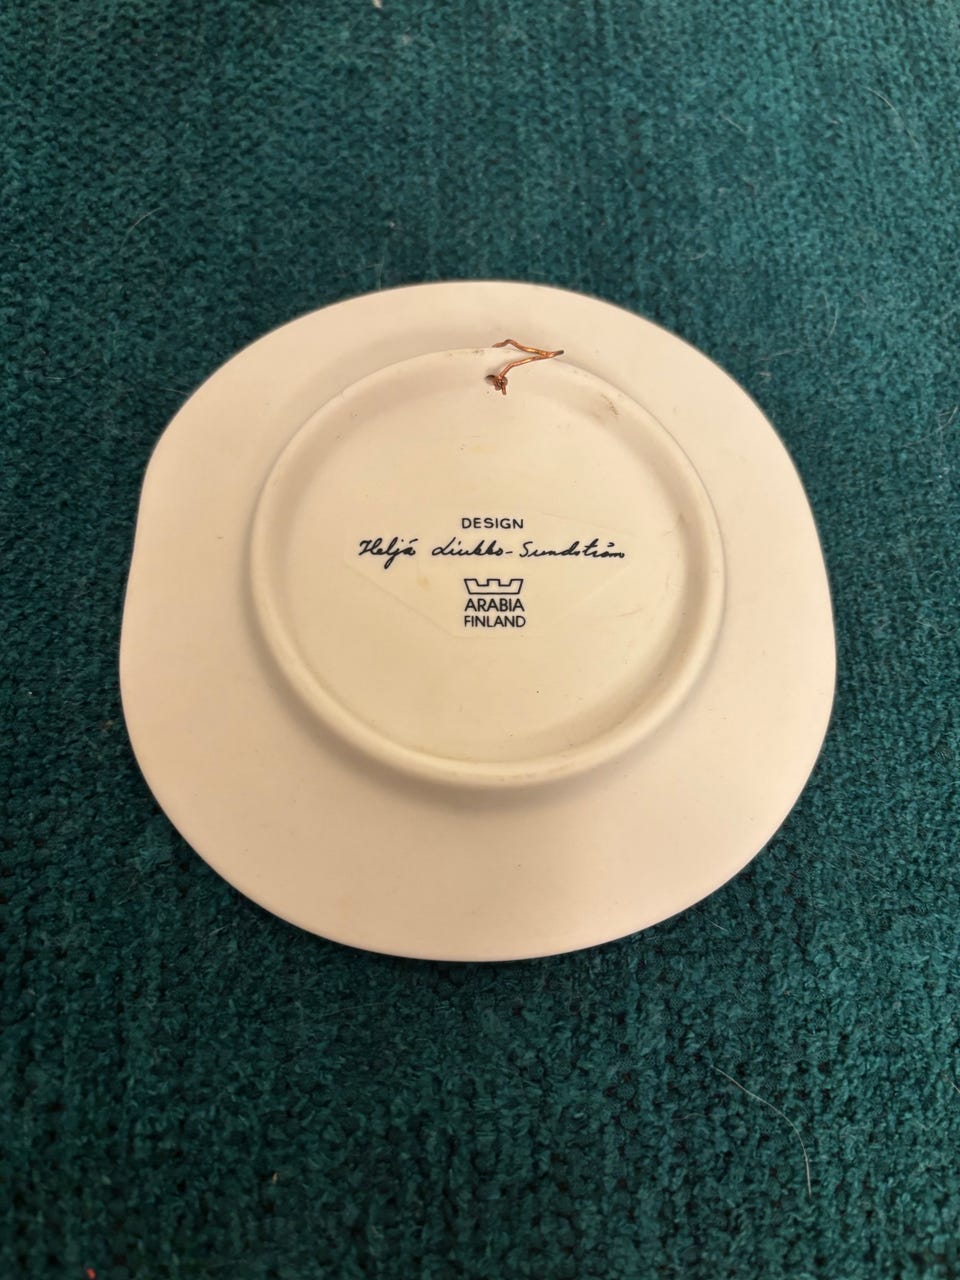 DESIGN
Heljä Liukko-Sundström
ARABIA
FINLAND